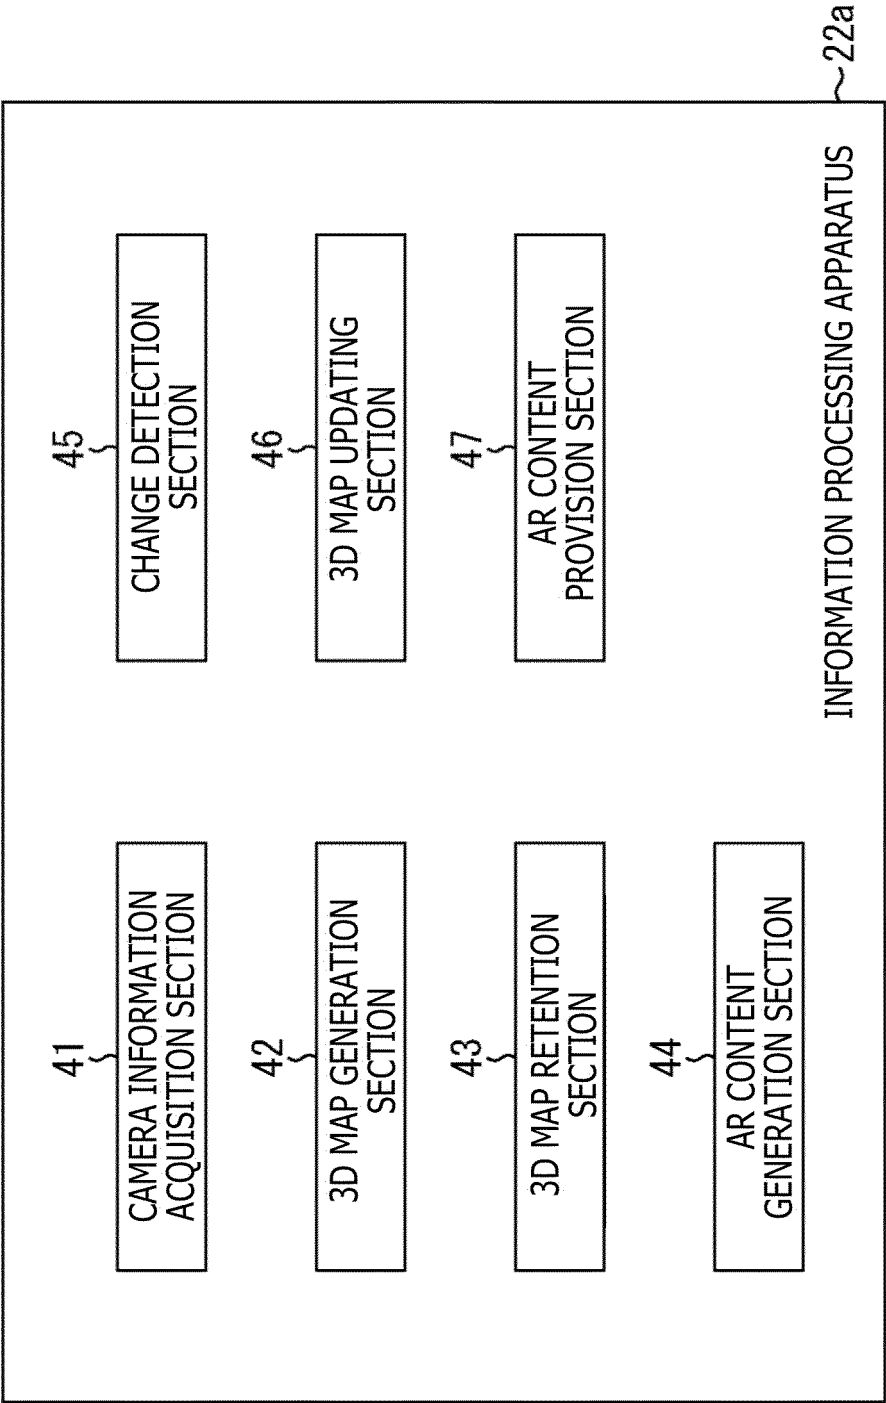 22a
41
CAMERA INFORMATION
ACQUISITION SECTION
42
3D MAP GENERATION
SECTION
43
3D MAP RETENTION
SECTION
44
AR CONTENT
GENERATION SECTION
45
CHANGE DETECTION
SECTION
46
3D MAP UPDATING
SECTION
47
AR CONTENT
PROVISION SECTION
INFORMATION PROCESSING APPARATUS